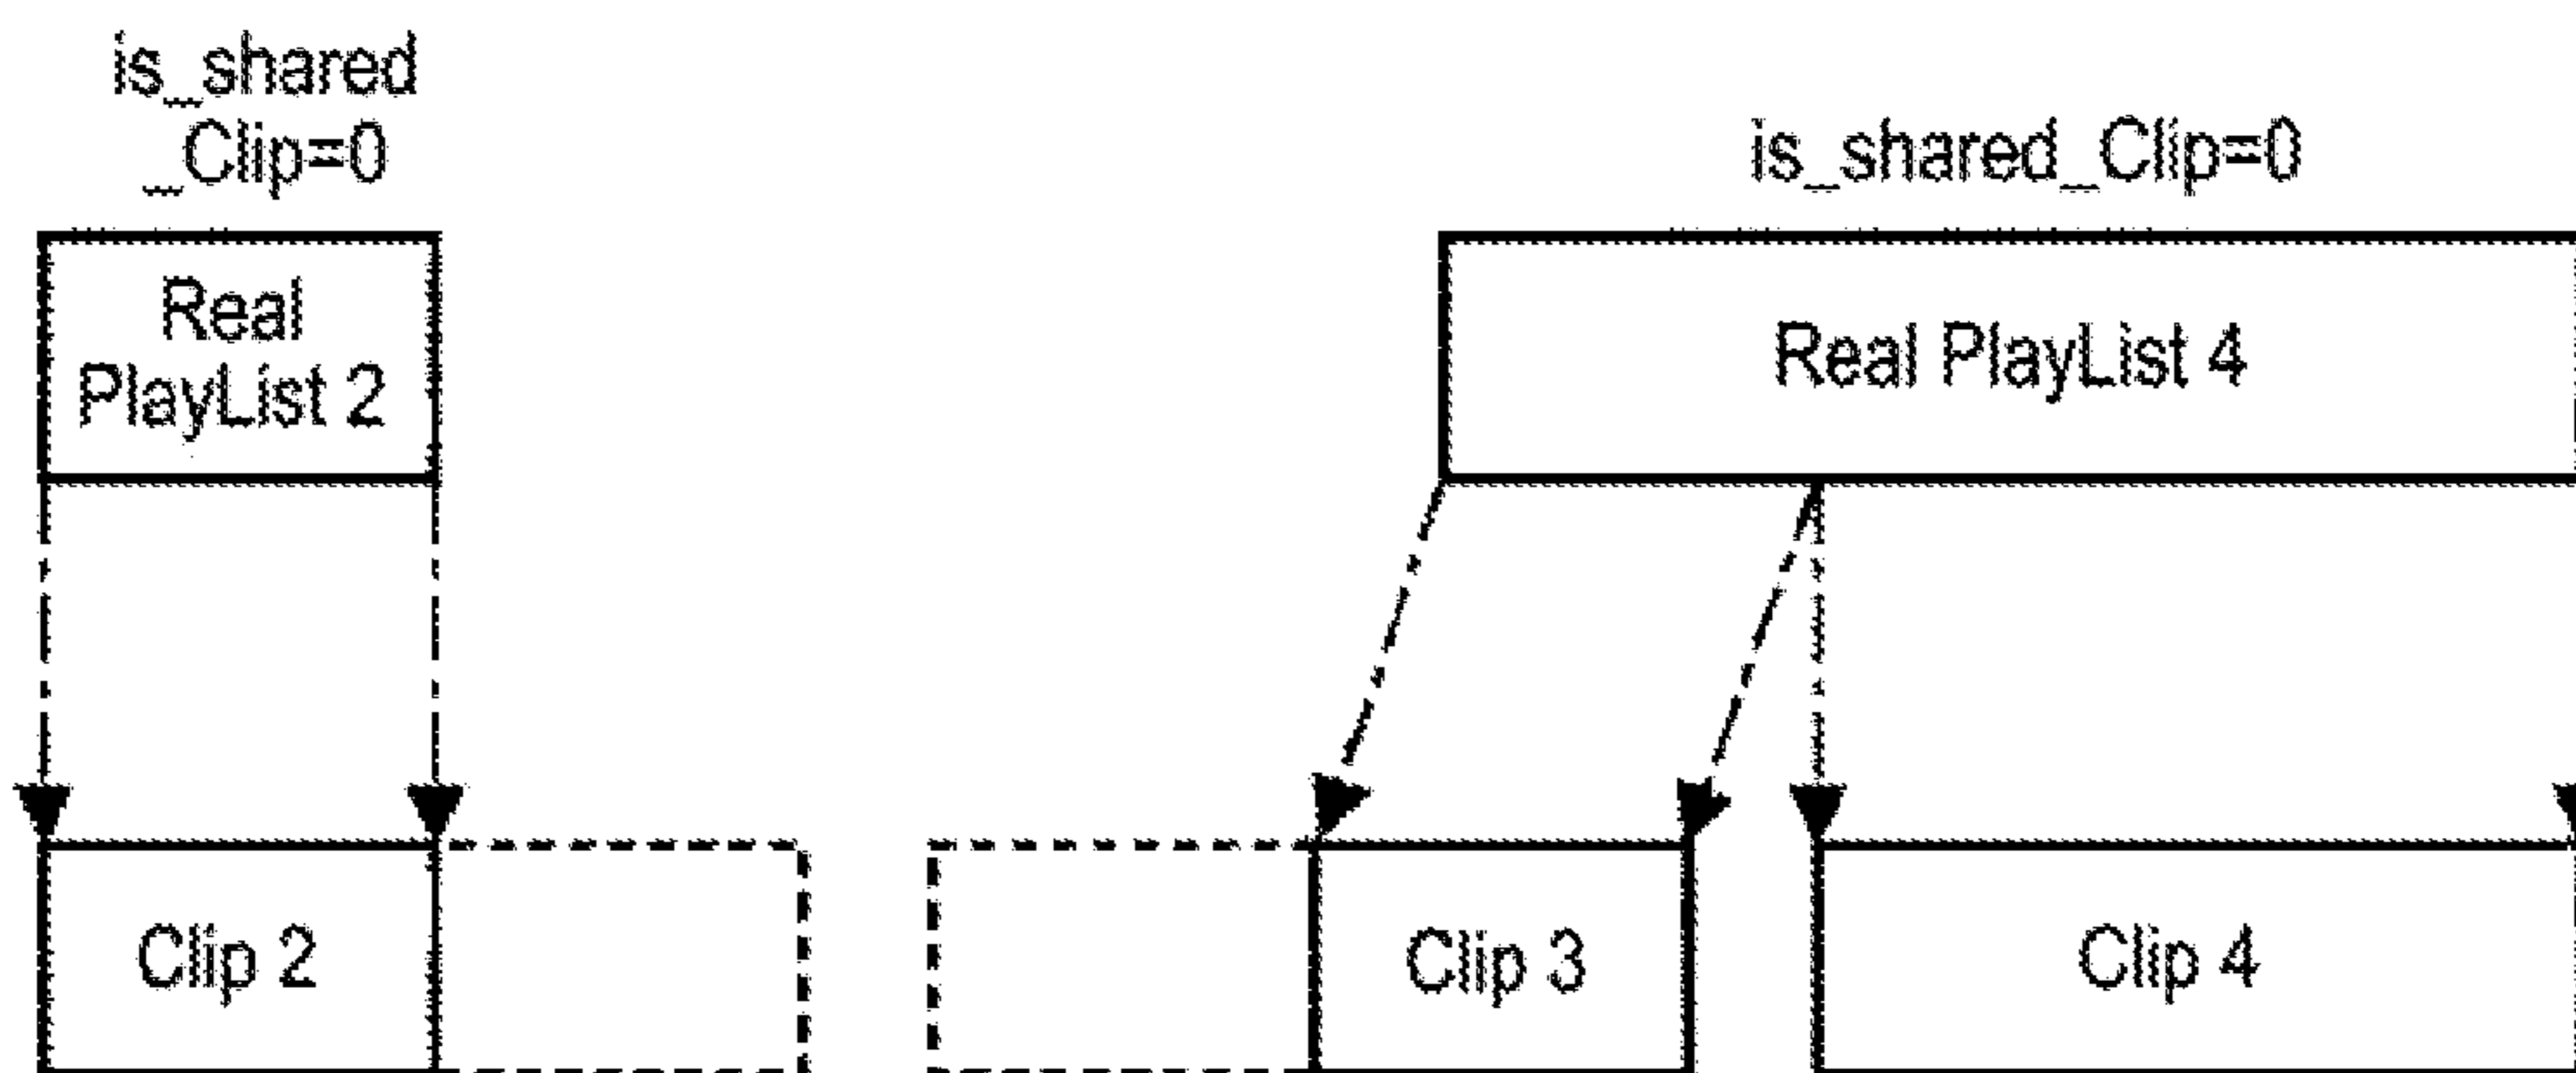 is_shared
_Clip=0
is_shared_Clip=0
Real
PlayList 2
Real PlayList 4
Clip 2
Clip 3
Clip 4